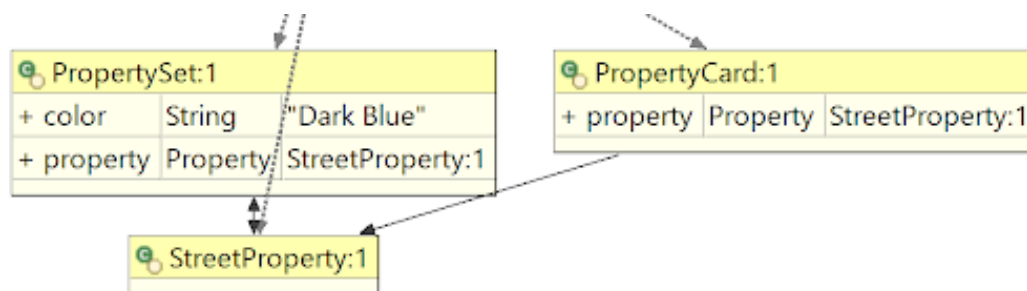 PropertySet:1
+ color String "Dark Blue"
+ property Property StreetProperty:1
PropertyCard:1
+ property Property StreetProperty:1
StreetProperty:1